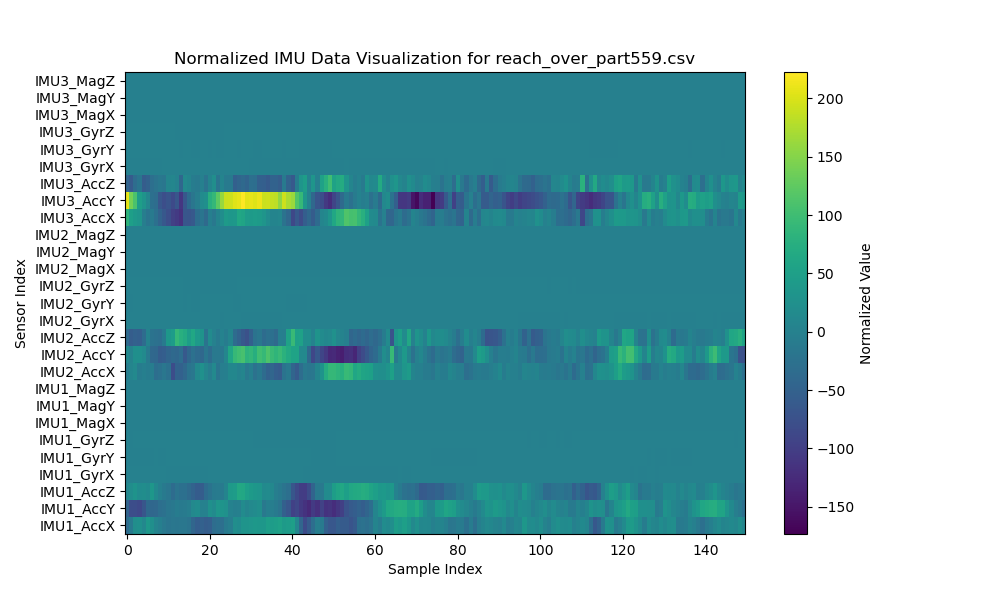 Normalized IMU Data Visualization for reach_over_part559.csv
IMU3_MagZ
IMU3_MagY
IMU3_MagX
IMU3_GyrZ
IMU3_GyrY
IMU3_GyrX
IMU3_AccZ
IMU3_AccY
IMU3_AccX
IMU2_MagZ
IMU2_MagY
IMU2_MagX
IMU2_GyrZ
IMU2_GyrY
IMU2_GyrX
IMU2_AccZ
IMU2_AccY
IMU2_AccX
IMU1_MagZ
IMU1_MagY
IMU1_MagX
IMU1_GyrZ
IMU1_GyrY
IMU1_GyrX
IMU1_AccZ
IMU1_AccY
IMU1_AccX
Sensor Index
0 20 40 60 80 100 120 140
Sample Index
200
150
100
50
0
−50
−100
−150
Normalized Value